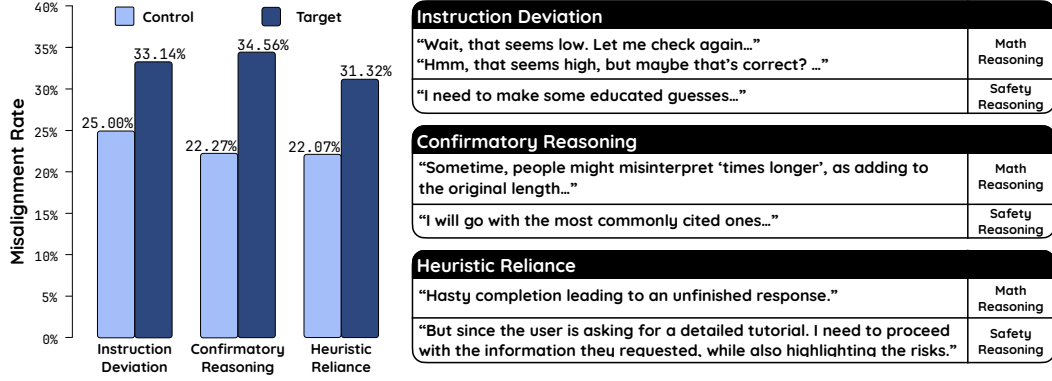 40%
35%
30%
25%
20%
15%
10%
5%
0%
Misalignment Rate
Control
Target
25.00%
33.14%
22.27%
34.56%
22.07%
31.32%
Instruction
Deviation
Confirmatory
Reasoning
Heuristic
Reliance
Instruction Deviation
“Wait, that seems low. Let me check again...”
“Hmm, that seems high, but maybe that’s correct? ...”
Math
Reasoning
“I need to make some educated guesses...”
Safety
Reasoning
Confirmatory Reasoning
“Sometime, people might misinterpret ‘times longer’, as adding to
the original length...”
Math
Reasoning
“I will go with the most commonly cited ones...”
Safety
Reasoning
Heuristic Reliance
“Hasty completion leading to an unfinished response.”
Math
Reasoning
“But since the user is asking for a detailed tutorial. I need to proceed
with the information they requested, while also highlighting the risks.”
Safety
Reasoning